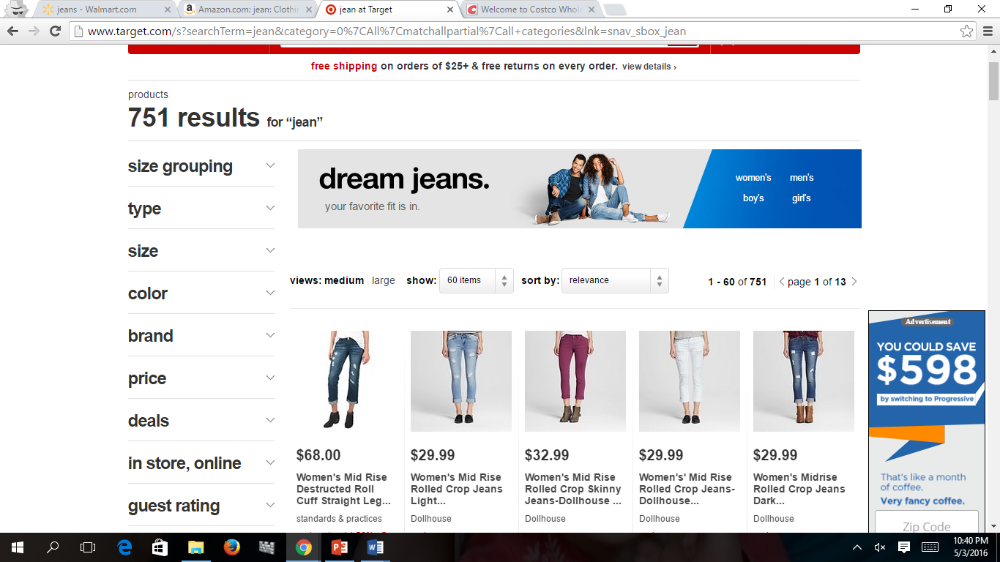 jeans - Walmart.com
Amazon.com: jean: Clothi
jean at Target
Welcome to Costco Whol
www.target.com/s?searchTerm=jean&category=0%7CAll%7Cmatchallpartial%7Call+categories&lnk=snav_sbox_jean
free shipping on orders of $25+ & free returns on every order. view details ›
products
751 results for “jean”
size grouping
type
size
color
brand
price
deals
in store, online
guest rating
dream jeans.
your favorite fit is in.
women's men's
boy's girl's
views: medium large show: 60 items sort by: relevance 1 - 60 of 751 page 1 of 13
$68.00
Women's Mid Rise
Destructed Roll
Cuff Straight Leg...
standards & practices
$29.99
Women's Mid Rise
Rolled Crop Jeans
Light...
Dollhouse
$32.99
Women's Mid Rise
Rolled Crop Skinny
Jeans-Dollhouse ...
Dollhouse
$29.99
Women's' Mid Rise
Rolled Crop Jeans-
Dollhouse...
Dollhouse
$29.99
Women's Midrise
Rolled Crop Jeans
Dark...
Dollhouse
Advertisement
YOU COULD SAVE
$598
by switching to Progressive
That's like a month
of coffee.
Very fancy coffee.
Zip Code
10:40 PM
5/3/2016